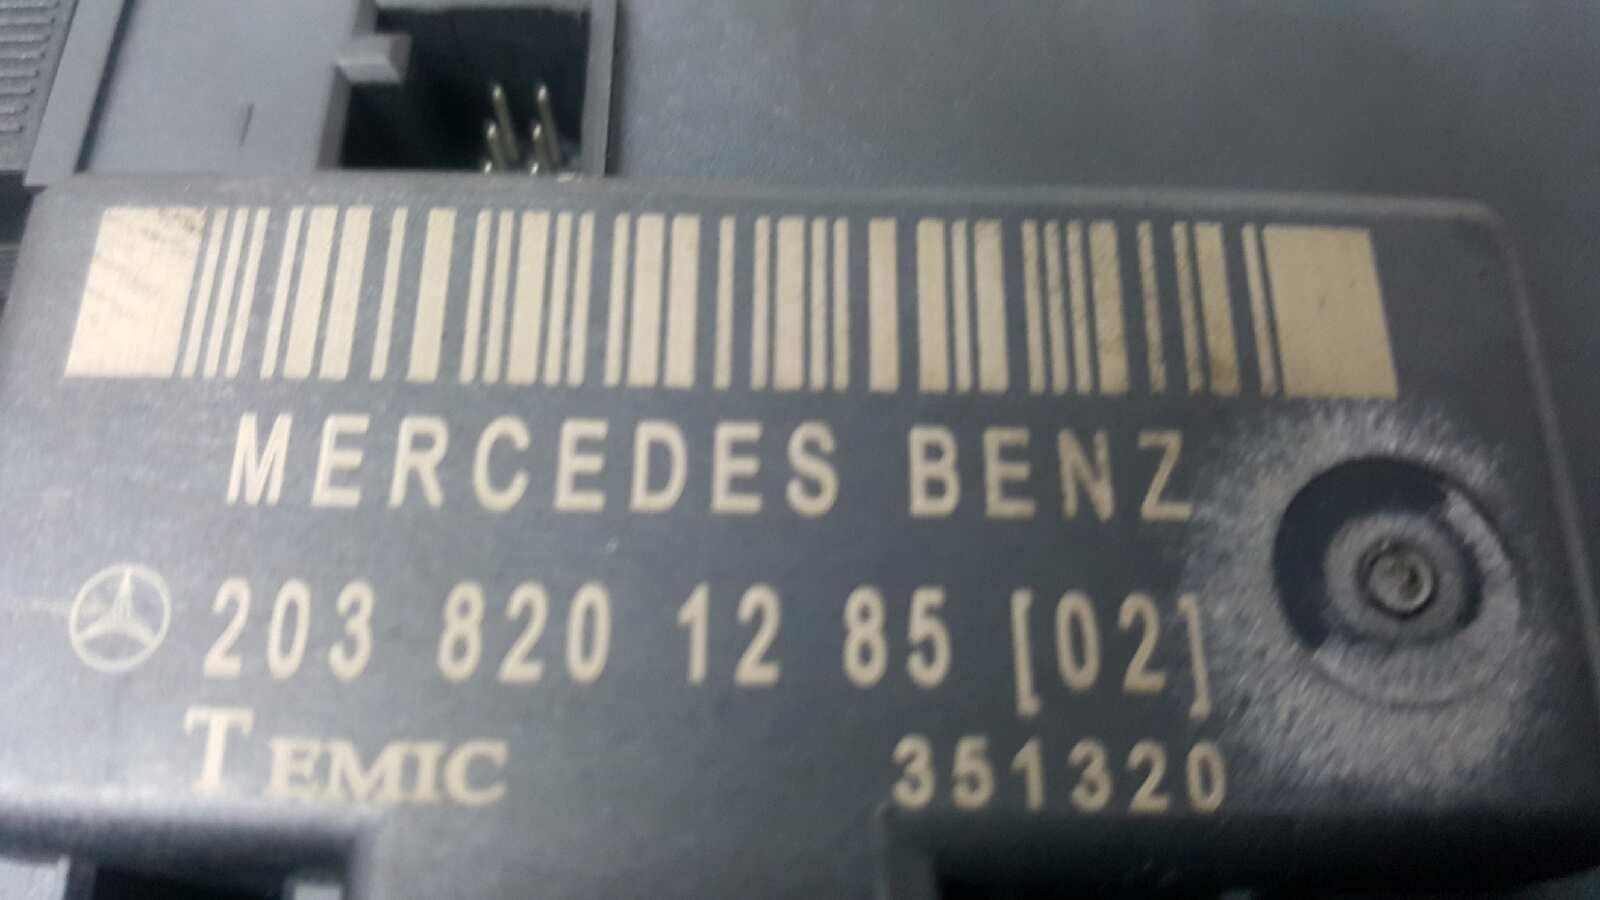 MERCEDES BENZ
203 820 12 85 [02]
TEMIC 351320